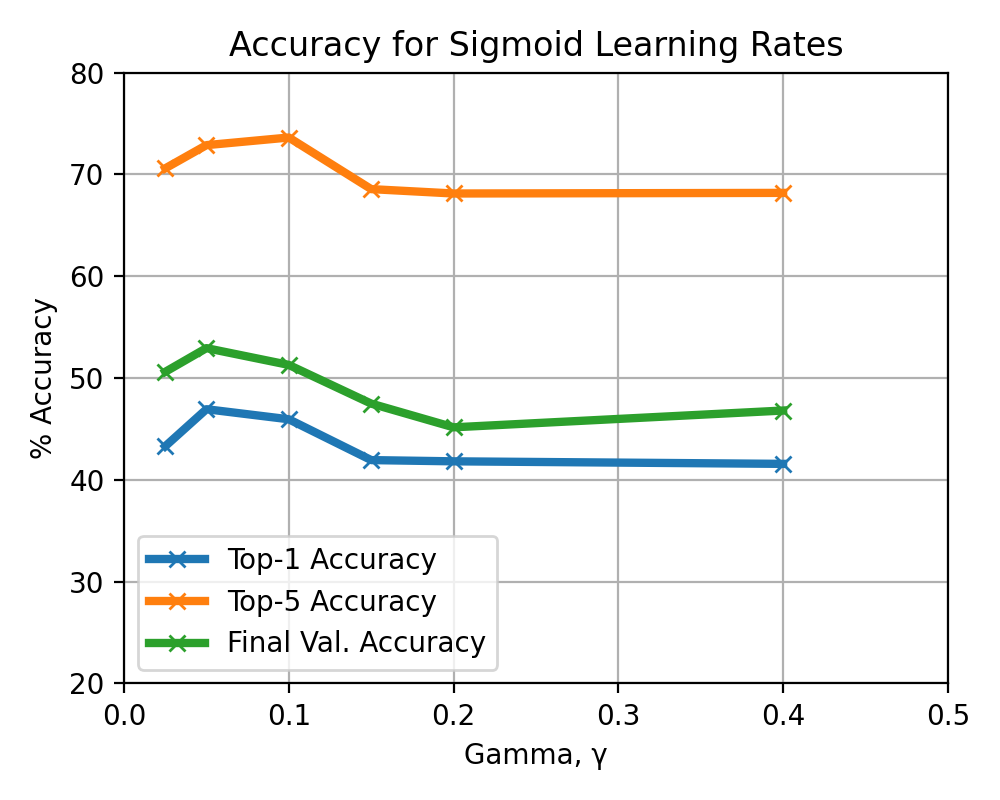 Accuracy for Sigmoid Learning Rates
80
70
60
50
40
30
20
% Accuracy
Top-1 Accuracy
Top-5 Accuracy
Final Val. Accuracy
0.0 0.1 0.2 0.3 0.4 0.5
Gamma, γ